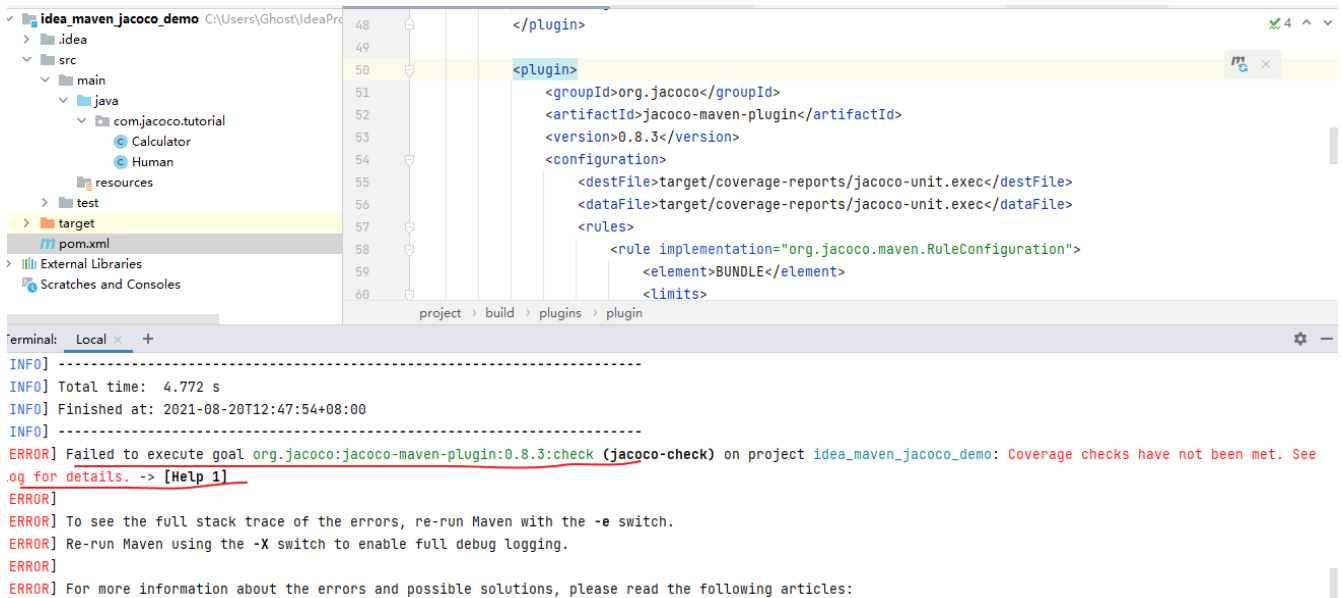 idea_maven_jacoco_demo C:\Users\Ghost\IdeaPro
.idea
src
main
java
com.jacoco.tutorial
Calculator
Human
resources
test
target
pom.xml
External Libraries
Scratches and Consoles
48 </plugin>
49
50 <plugin>
51 <groupId>org.jacoco</groupId>
52 <artifactId>jacoco-maven-plugin</artifactId>
53 <version>0.8.3</version>
54 <configuration>
55 <destFile>target/coverage-reports/jacoco-unit.exec</destFile>
56 <dataFile>target/coverage-reports/jacoco-unit.exec</dataFile>
57 <rules>
58 <rule implementation="org.jacoco.maven.RuleConfiguration">
59 <element>BUNDLE</element>
60 <limits>
4
project > build > plugins > plugin
Terminal: Local × +
INFO] ------------------------------------------------------------------------
INFO] Total time:  4.772 s
INFO] Finished at: 2021-08-20T12:47:54+08:00
INFO] ------------------------------------------------------------------------
ERROR] Failed to execute goal org.jacoco:jacoco-maven-plugin:0.8.3:check (jacoco-check) on project idea_maven_jacoco_demo: Coverage checks have not been met. See
log for details. -> [Help 1]
ERROR]
ERROR] To see the full stack trace of the errors, re-run Maven with the -e switch.
ERROR] Re-run Maven using the -X switch to enable full debug logging.
ERROR]
ERROR] For more information about the errors and possible solutions, please read the following articles: